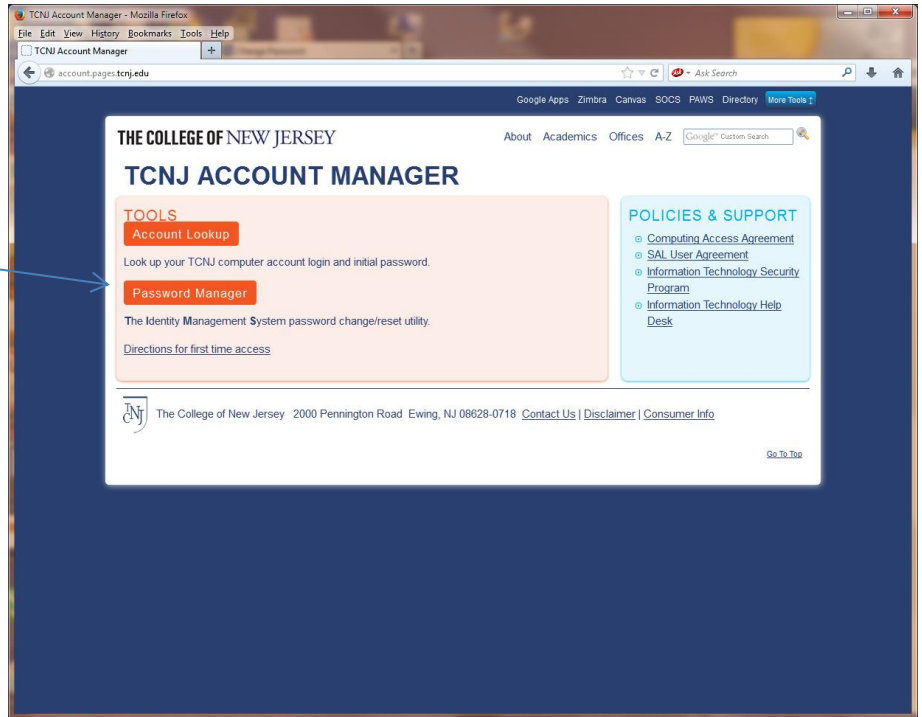 TCNJ Account Manager - Mozilla Firefox
File Edit View History Bookmarks Tools Help
TCNJ Account Manager +
account.pages.tcnj.edu Ask Search
Google Apps Zimbra Canvas SOCS PAWS Directory More Tools
THE COLLEGE OF NEW JERSEY About Academics Offices A-Z Google™ Custom Search
TCNJ ACCOUNT MANAGER
TOOLS
Account Lookup
Look up your TCNJ computer account login and initial password.
Password Manager
The Identity Management System password change/reset utility.
Directions for first time access
POLICIES & SUPPORT
Computing Access Agreement
SAL User Agreement
Information Technology Security
Program
Information Technology Help
Desk
TCNJ The College of New Jersey 2000 Pennington Road Ewing, NJ 08628-0718 Contact Us | Disclaimer | Consumer Info
Go To Top